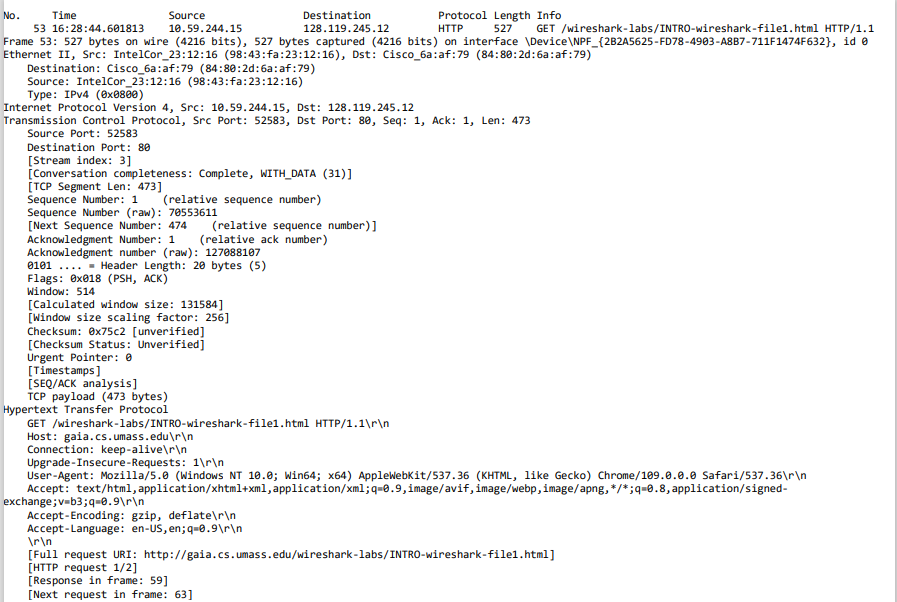 No.     Time               Source                Destination           Protocol Length Info
     53 16:28:44.601813    10.59.244.15          128.119.245.12        HTTP     527    GET /wireshark-labs/INTRO-wireshark-file1.html HTTP/1.1
Frame 53: 527 bytes on wire (4216 bits), 527 bytes captured (4216 bits) on interface \Device\NPF_{2B2A5625-FD78-4903-A8B7-711F1474F632}, id 0
Ethernet II, Src: IntelCor_23:12:16 (98:43:fa:23:12:16), Dst: Cisco_6a:af:79 (84:80:2d:6a:af:79)
    Destination: Cisco_6a:af:79 (84:80:2d:6a:af:79)
    Source: IntelCor_23:12:16 (98:43:fa:23:12:16)
    Type: IPv4 (0x0800)
Internet Protocol Version 4, Src: 10.59.244.15, Dst: 128.119.245.12
Transmission Control Protocol, Src Port: 52583, Dst Port: 80, Seq: 1, Ack: 1, Len: 473
    Source Port: 52583
    Destination Port: 80
    [Stream index: 3]
    [Conversation completeness: Complete, WITH_DATA (31)]
    [TCP Segment Len: 473]
    Sequence Number: 1    (relative sequence number)
    Sequence Number (raw): 70553611
    [Next Sequence Number: 474    (relative sequence number)]
    Acknowledgment Number: 1    (relative ack number)
    Acknowledgment number (raw): 127088107
    0101 .... = Header Length: 20 bytes (5)
    Flags: 0x018 (PSH, ACK)
    Window: 514
    [Calculated window size: 131584]
    [Window size scaling factor: 256]
    Checksum: 0x75c2 [unverified]
    [Checksum Status: Unverified]
    Urgent Pointer: 0
    [Timestamps]
    [SEQ/ACK analysis]
    TCP payload (473 bytes)
Hypertext Transfer Protocol
    GET /wireshark-labs/INTRO-wireshark-file1.html HTTP/1.1\r\n
    Host: gaia.cs.umass.edu\r\n
    Connection: keep-alive\r\n
    Upgrade-Insecure-Requests: 1\r\n
    User-Agent: Mozilla/5.0 (Windows NT 10.0; Win64; x64) AppleWebKit/537.36 (KHTML, like Gecko) Chrome/109.0.0.0 Safari/537.36\r\n
    Accept: text/html,application/xhtml+xml,application/xml;q=0.9,image/avif,image/webp,image/apng,*/*;q=0.8,application/signed-
exchange;v=b3;q=0.9\r\n
    Accept-Encoding: gzip, deflate\r\n
    Accept-Language: en-US,en;q=0.9\r\n
    \r\n
    [Full request URI: http://gaia.cs.umass.edu/wireshark-labs/INTRO-wireshark-file1.html]
    [HTTP request 1/2]
    [Response in frame: 59]
    [Next request in frame: 63]